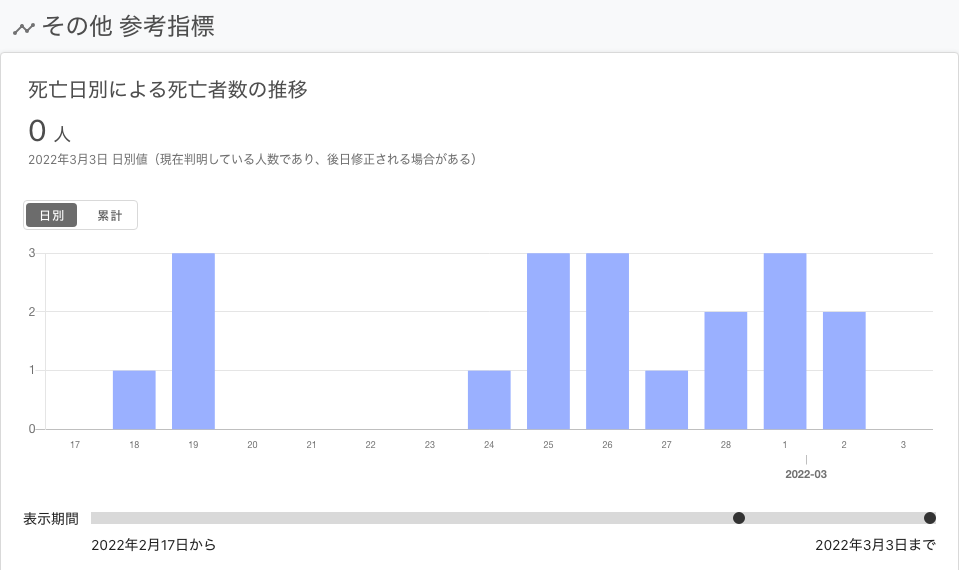 その他 参考指標
死亡日別による死亡者数の推移
0 人
2022年3月3日 日別値（現在判明している人数であり、後日修正される場合がある）
日別 累計
3
2
1
0
17 18 19 20 21 22 23 24 25 26 27 28 1 2 3
2022-03
表示期間
2022年2月17日から 2022年3月3日まで